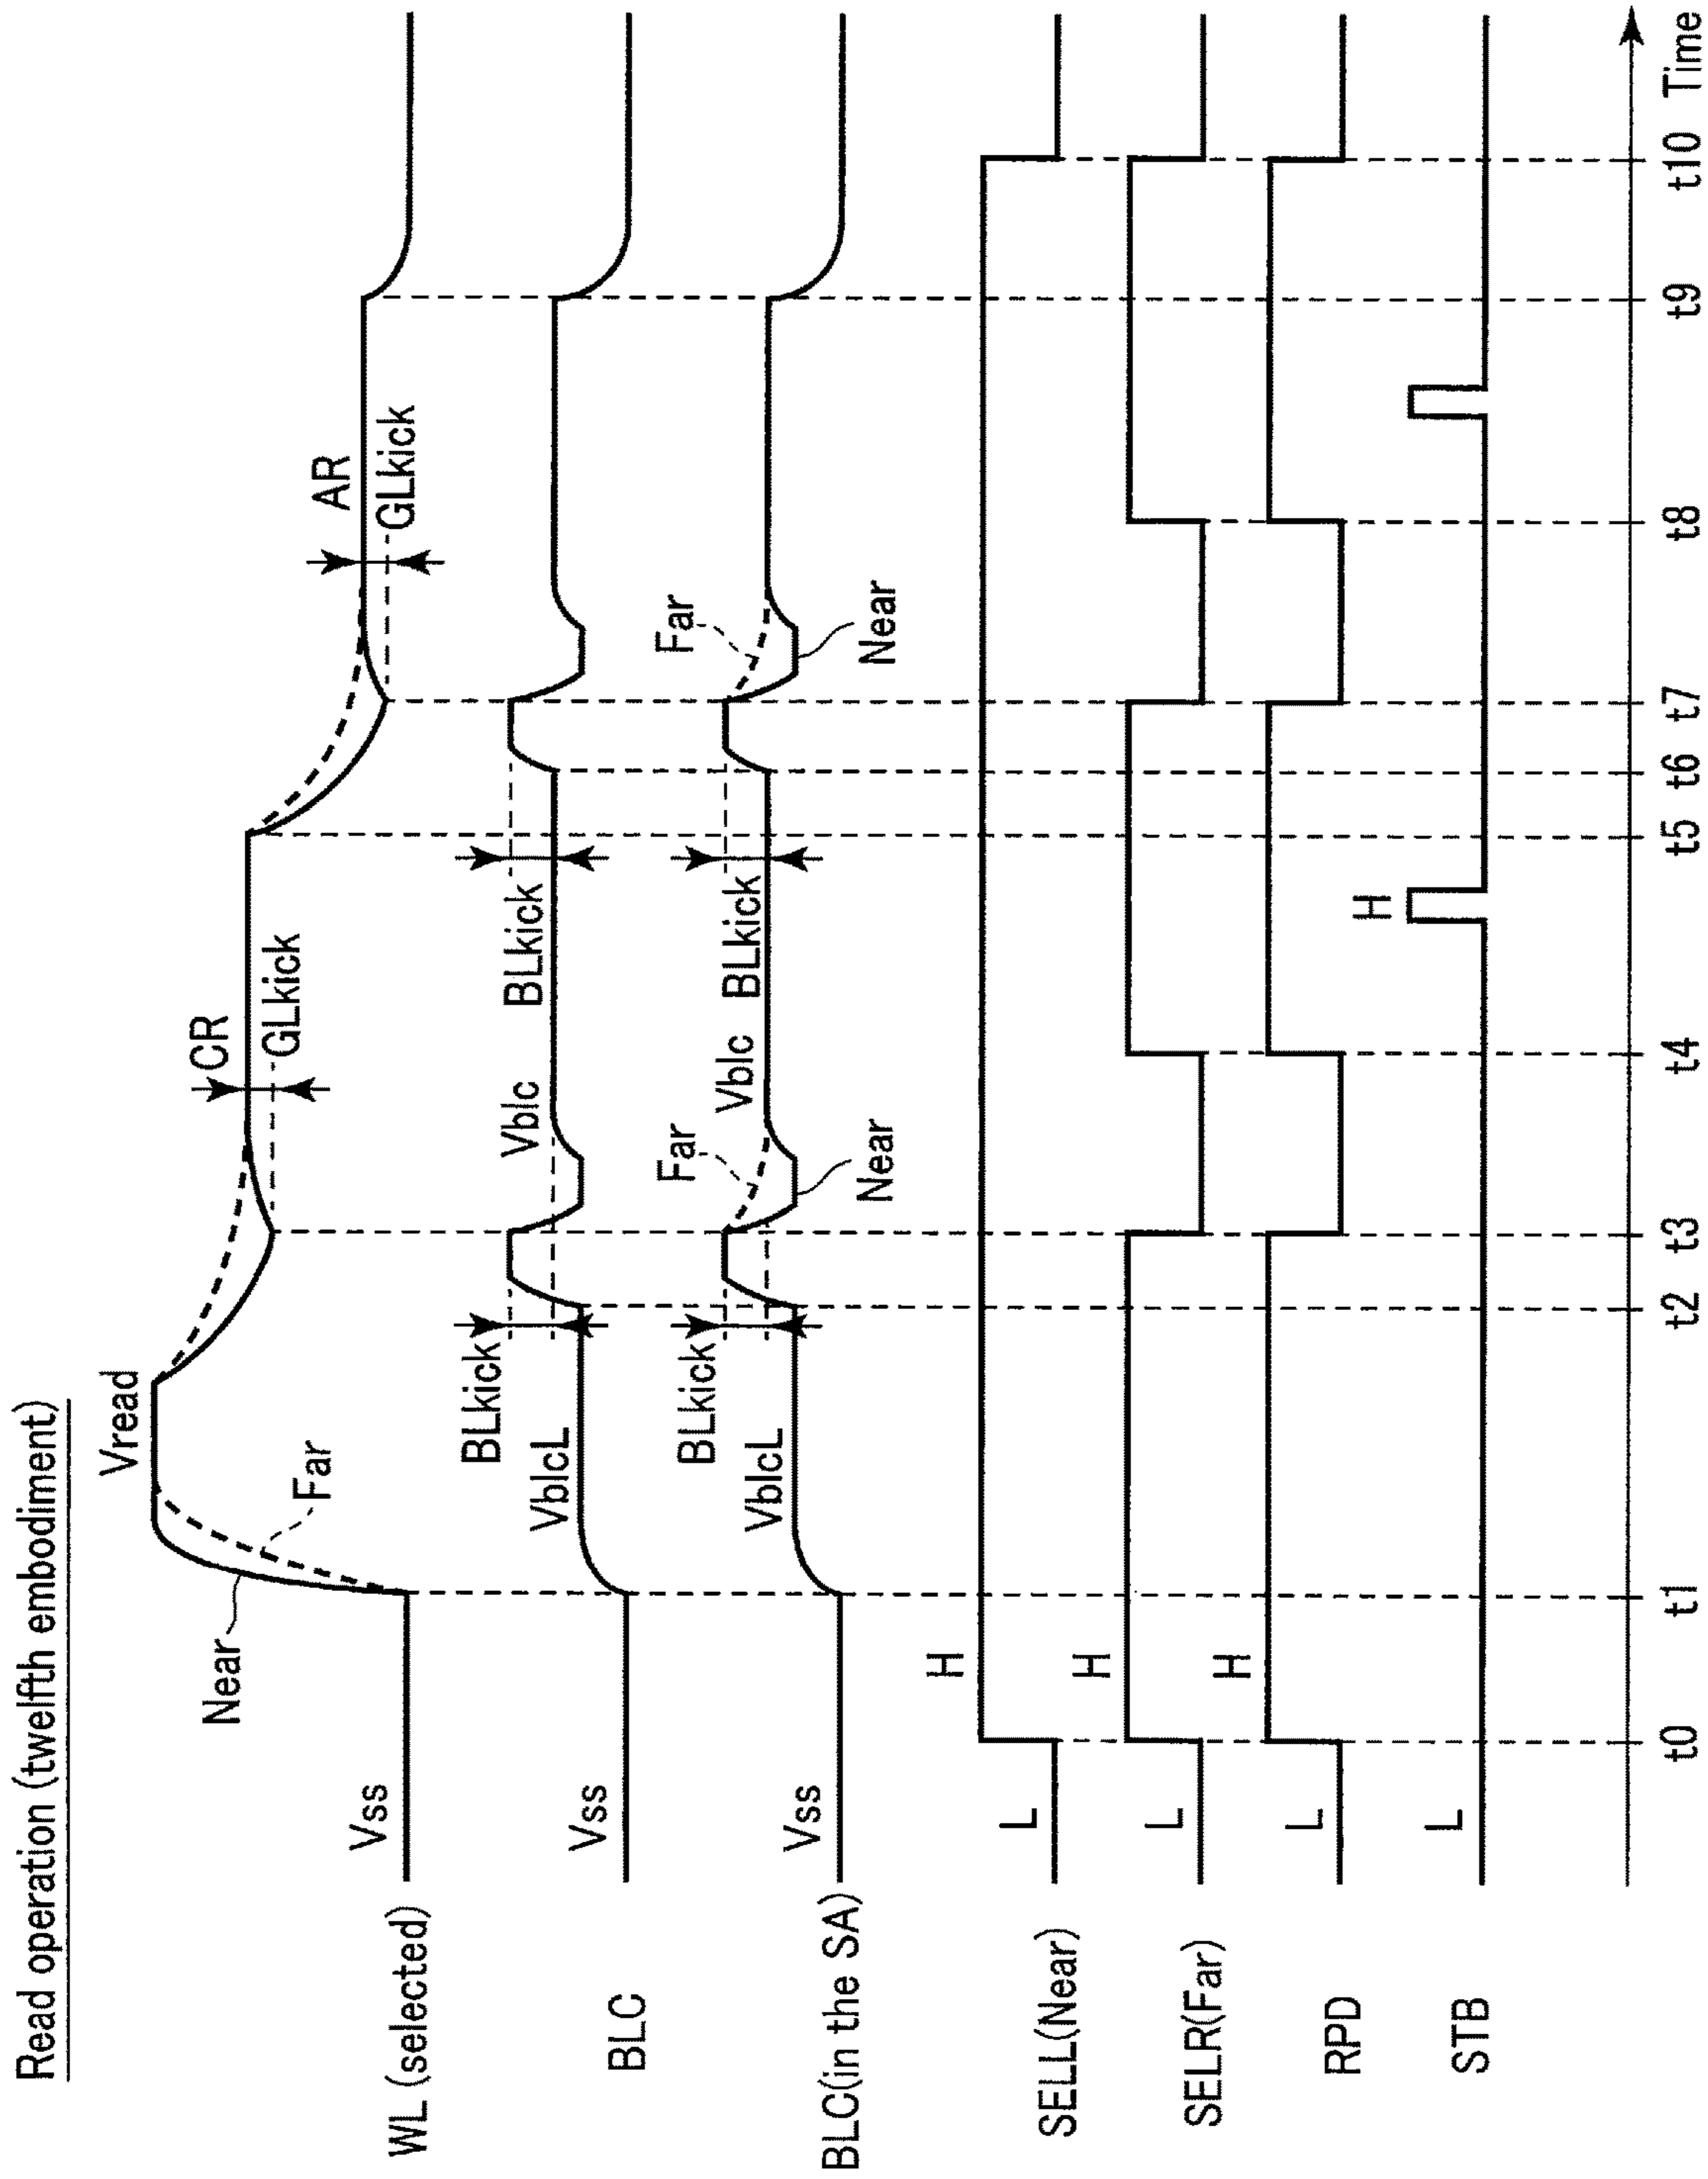 Read operation (twelfth embodiment)
WL (selected)
Vss
Near
Far
Vread
CR
GLkick
AR
GLkick
BLC
Vss
VblcL
BLkick
Vblc
BLkick
BLC(in the SA)
Vss
VblcL
BLkick
Far
Near
Vblc
BLkick
Far
Near
SELL(Near)
L
H
SELR(Far)
L
H
RPD
L
H
STB
L
H
t0 t1 t2 t3 t4 t5 t6 t7 t8 t9 t10 Time